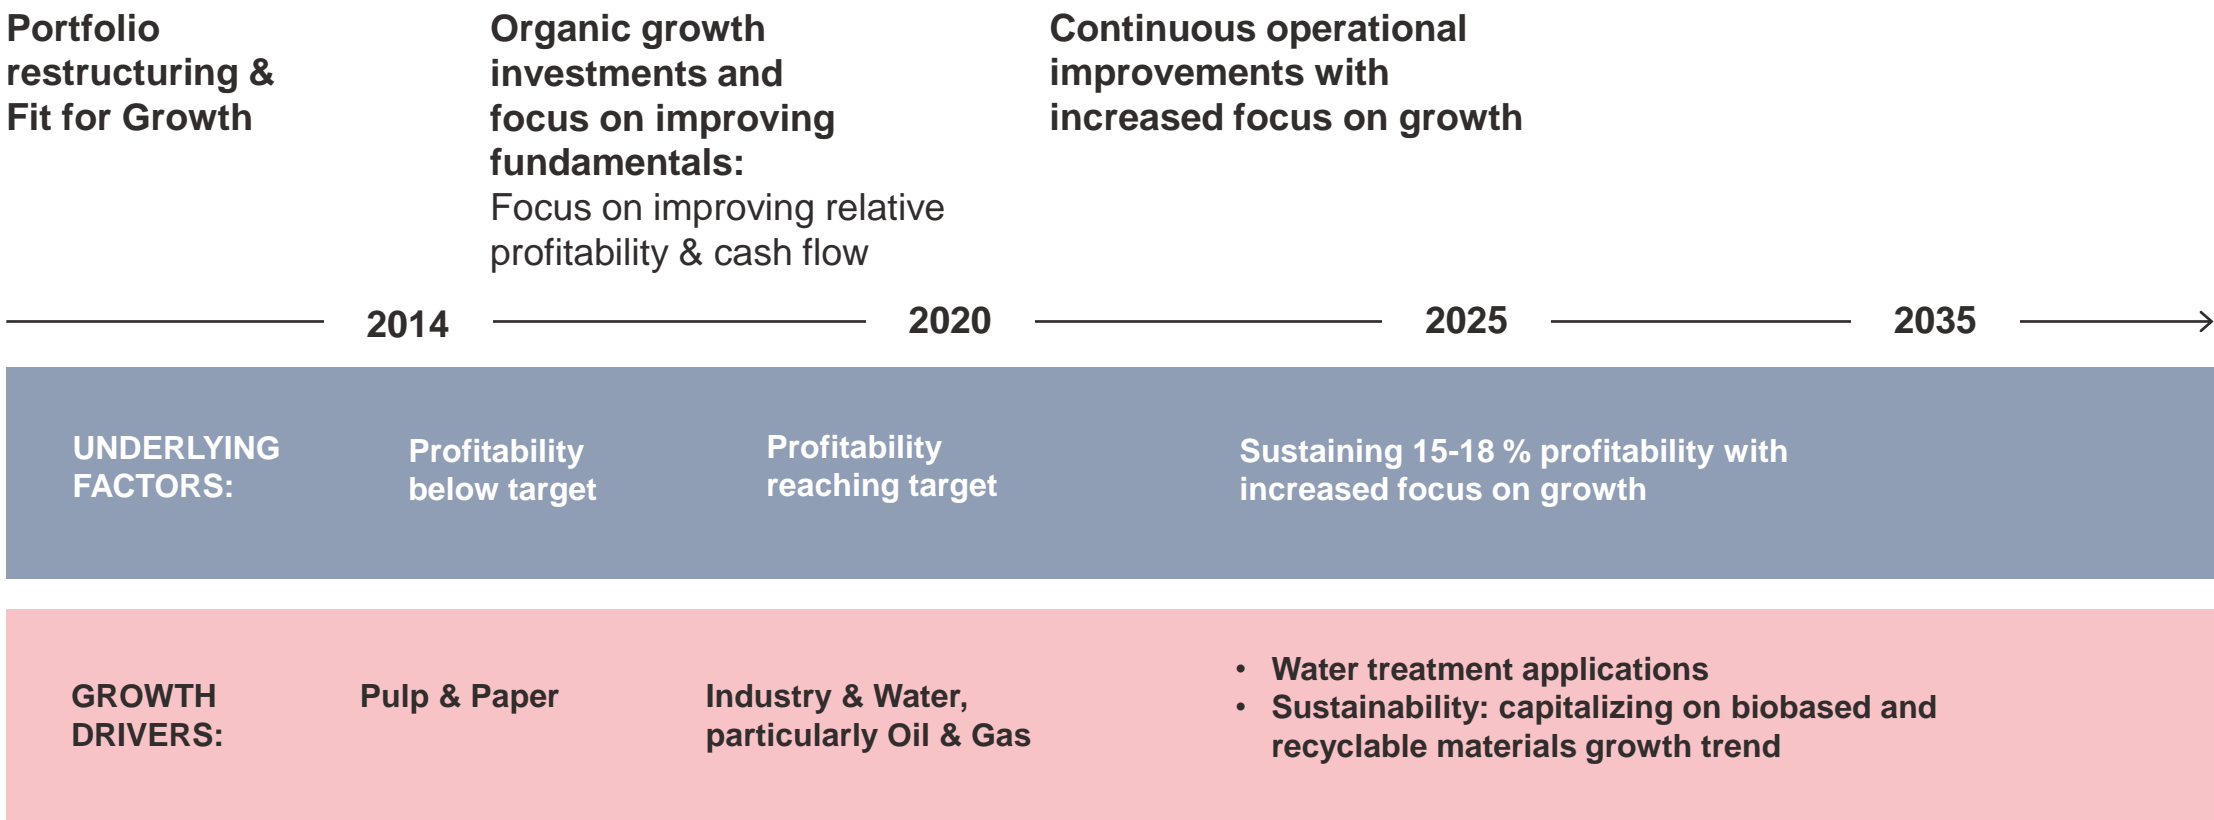 Portfolio
restructuring &
Fit for Growth
Organic growth
investments and
focus on improving
fundamentals:
Focus on improving relative
profitability & cash flow
Continuous operational
improvements with
increased focus on growth
2014
2020
2025
2035
UNDERLYING
FACTORS:
Profitability
below target
Profitability
reaching target
Sustaining 15-18 % profitability with
increased focus on growth
GROWTH
DRIVERS:
Pulp & Paper
Industry & Water,
particularly Oil & Gas
• Water treatment applications
• Sustainability: capitalizing on biobased and
recyclable materials growth trend